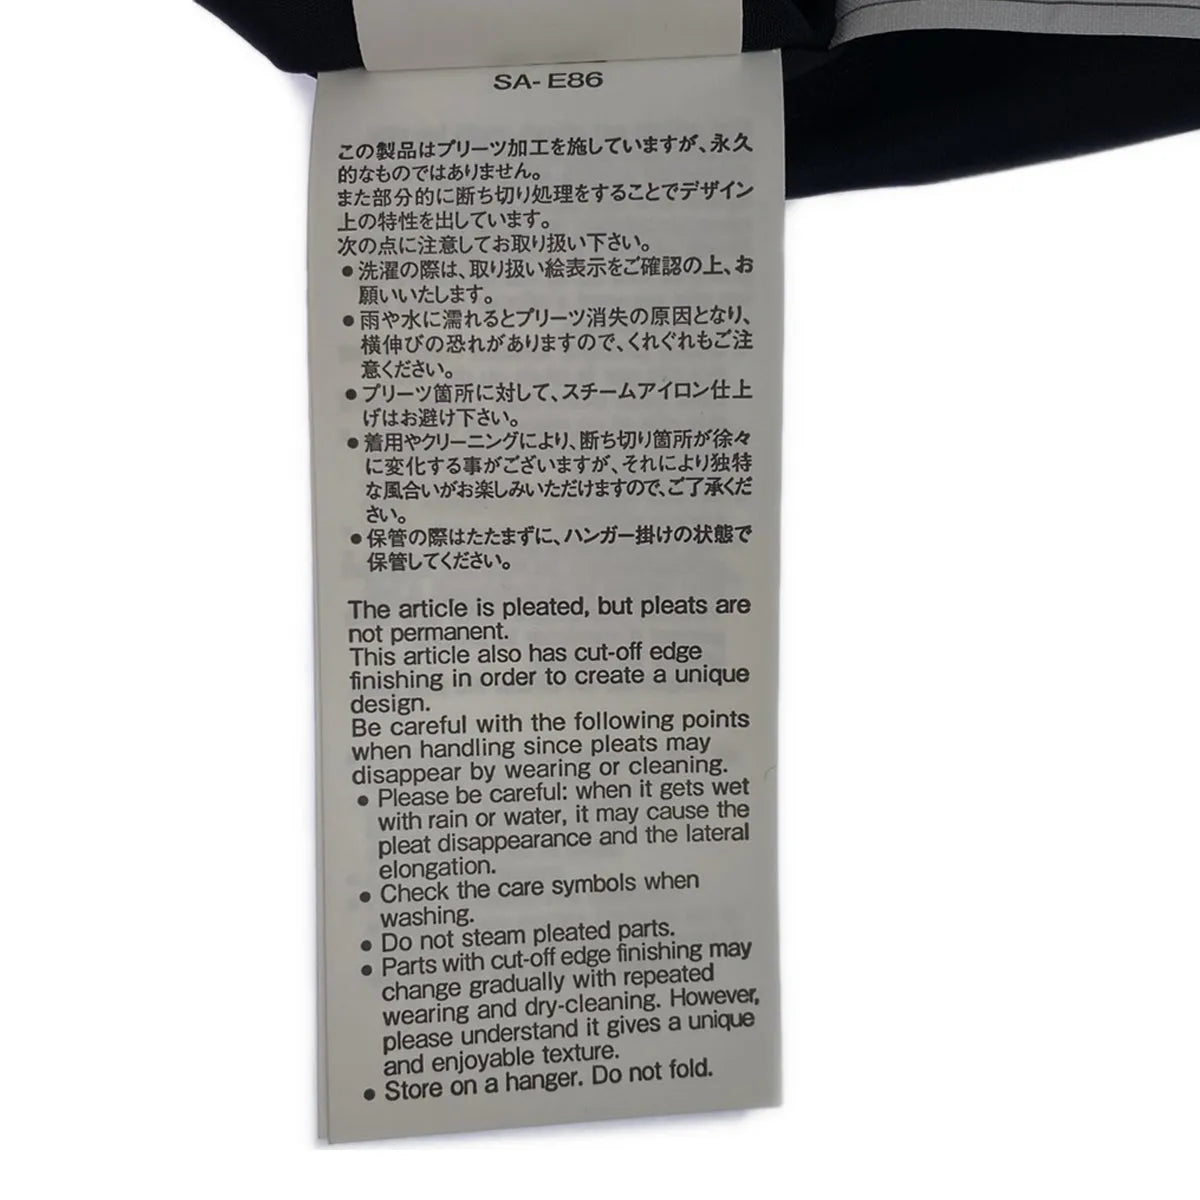 SA- E86
この製品はプリーツ加工を施していますが、永久
的なものではありません。
また部分的に断ち切り処理をすることでデザイン
上の特性を出しています。
次の点に注意してお取り扱い下さい。
●洗濯の際は、取り扱い絵表示をご確認の上、お
願いいたします。
●雨や水に濡れるとプリーツ消失の原因となり、
横伸びの恐れがありますので、くれぐれもご注
意ください。
●プリーツ箇所に対して、スチームアイロン仕上
げはお避け下さい。
●着用やクリーニングにより、断ち切り箇所が徐々
に変化する事がございますが、それにより独特
な風合いがお楽しみいただけますので、ご了承くだ
さい。
●保管の際はたたまずに、ハンガー掛けの状態で
保管してください。
The article is pleated, but pleats are
not permanent.
This article also has cut-off edge
finishing in order to create a unique
design.
Be careful with the following points
when handling since pleats may
disappear by wearing or cleaning.
● Please be careful: when it gets wet
with rain or water, it may cause the
pleat disappearance and the lateral
elongation.
● Check the care symbols when
washing.
● Do not steam pleated parts.
● Parts with cut-off edge finishing may
change gradually with repeated
wearing and dry-cleaning. However,
please understand it gives a unique
and enjoyable texture.
● Store on a hanger. Do not fold.